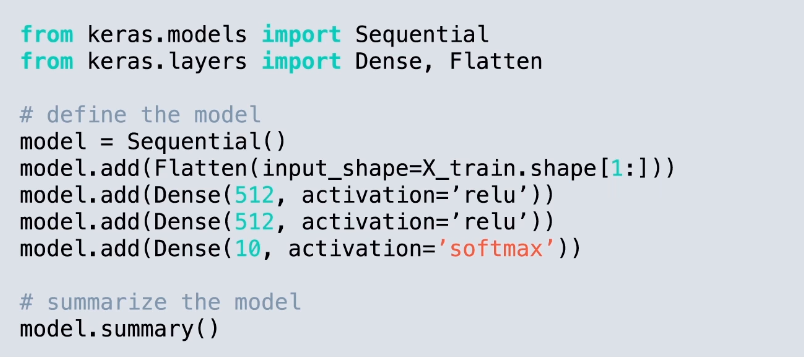 from keras.models import Sequential
from keras.layers import Dense, Flatten
# define the model
model = Sequential()
model.add(Flatten(input_shape=X_train.shape[1:]))
model.add(Dense(512, activation=’relu’))
model.add(Dense(512, activation=’relu’))
model.add(Dense(10, activation=’softmax’))
# summarize the model
model.summary()